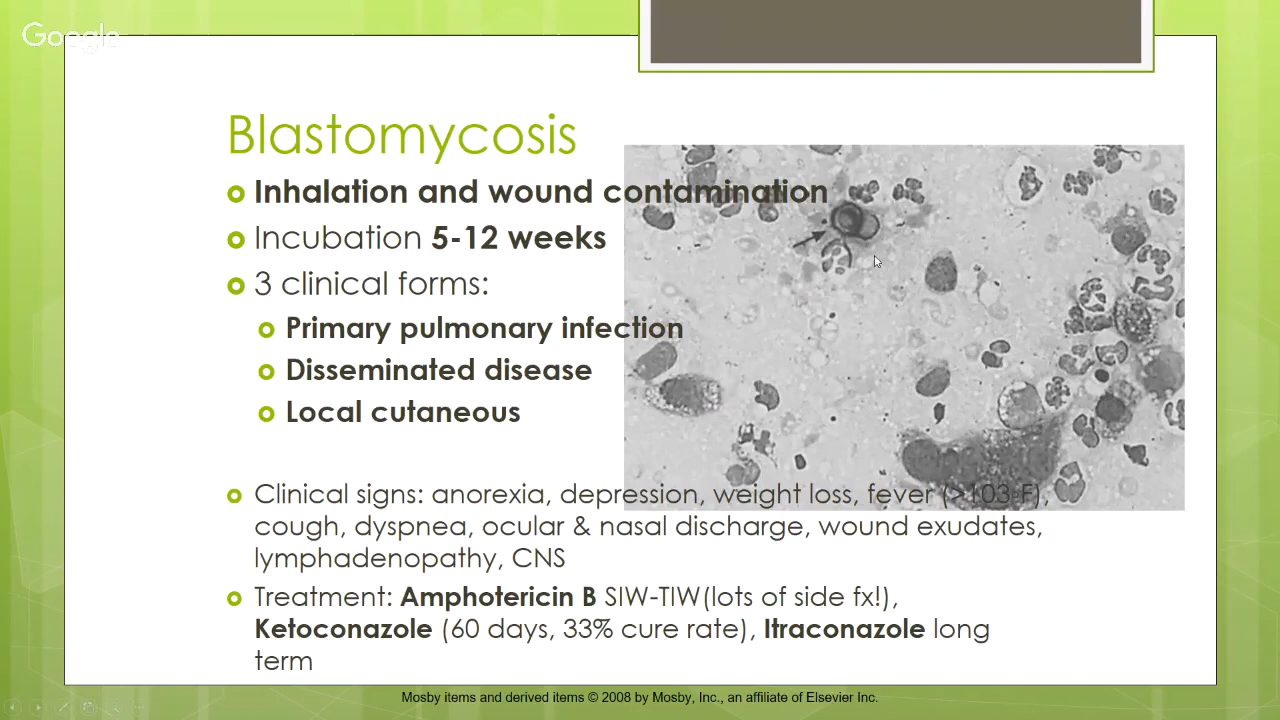 Google
Blastomycosis
Inhalation and wound contamination
Incubation 5-12 weeks
3 clinical forms:
Primary pulmonary infection
Disseminated disease
Local cutaneous
Clinical signs: anorexia, depression, weight loss, fever (>103 F),
cough, dyspnea, ocular & nasal discharge, wound exudates,
lymphadenopathy, CNS
Treatment: Amphotericin B SIW-TIW(lots of side fx!),
Ketoconazole (60 days, 33% cure rate), Itraconazole long
term
Mosby items and derived items © 2008 by Mosby, Inc., an affiliate of Elsevier Inc.